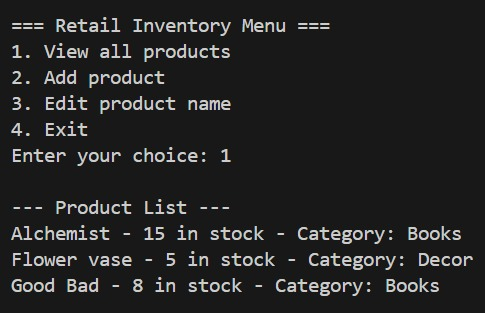 === Retail Inventory Menu ===
1. View all products
2. Add product
3. Edit product name
4. Exit
Enter your choice: 1
--- Product List ---
Alchemist - 15 in stock - Category: Books
Flower vase - 5 in stock - Category: Decor
Good Bad - 8 in stock - Category: Books